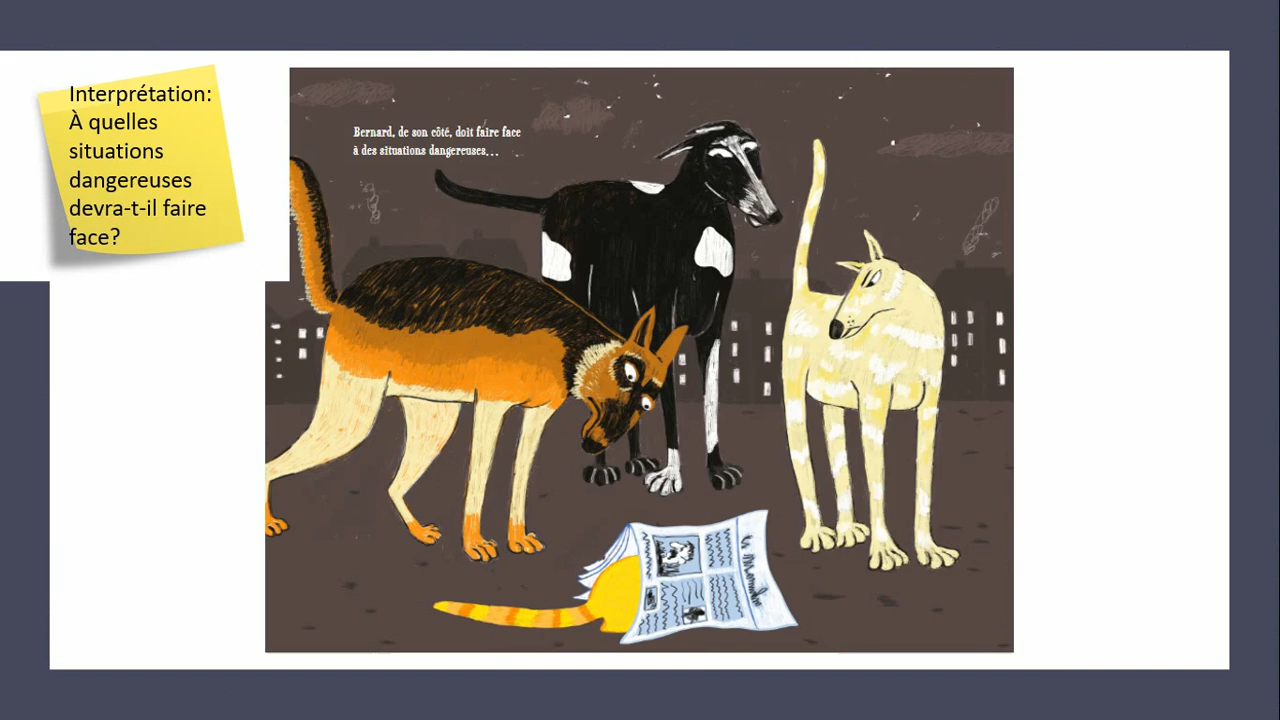 Interprétation:
À quelles
situations
dangereuses
devra-t-il faire
face?
Bernard, de son côté, doit faire face
à des situations dangereuses...